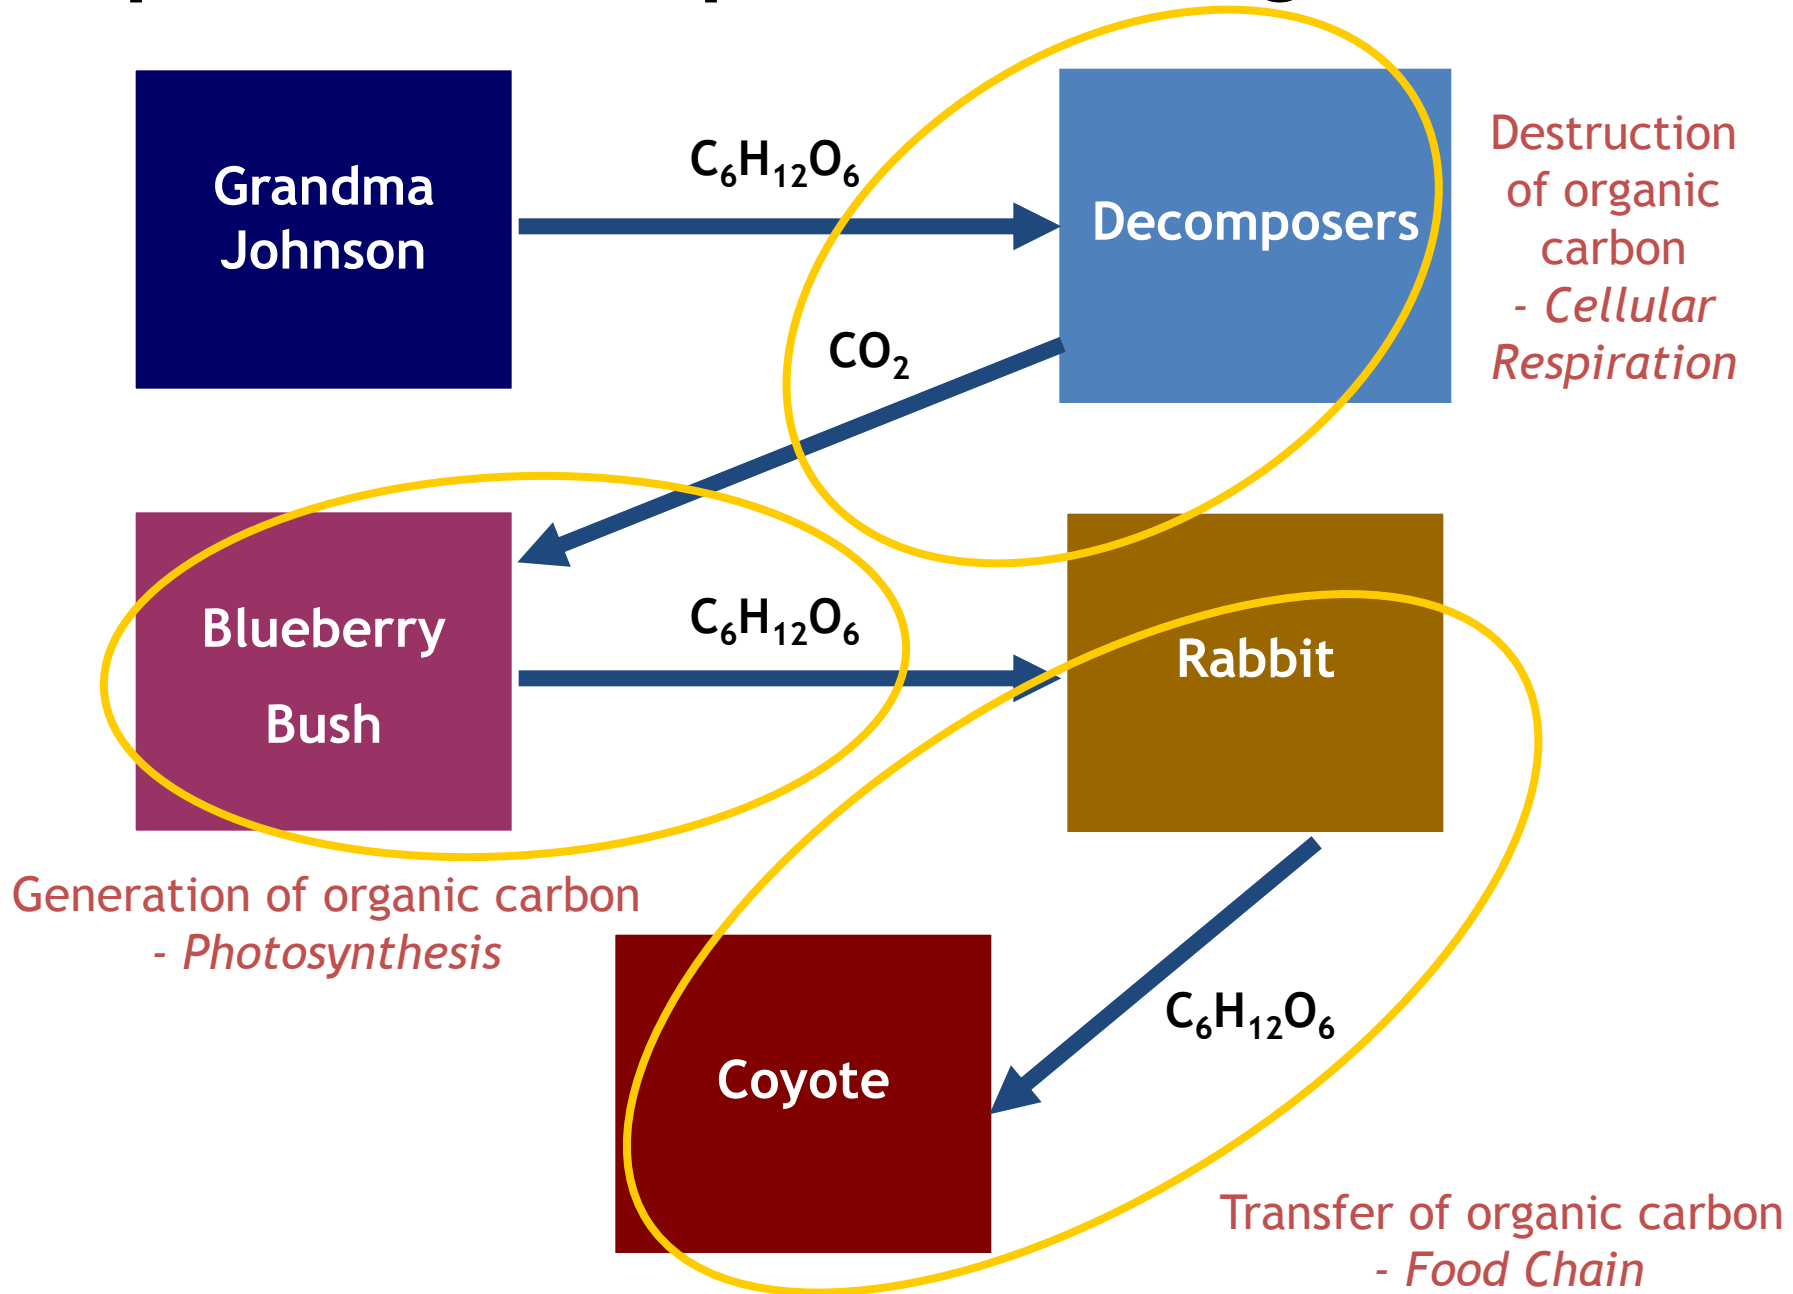 Grandma
Johnson
C₆H₁₂O₆
Decomposers
Destruction
of organic
carbon
- Cellular
Respiration
CO₂
Blueberry
Bush
C₆H₁₂O₆
Rabbit
Generation of organic carbon
- Photosynthesis
Coyote
C₆H₁₂O₆
Transfer of organic carbon
- Food Chain